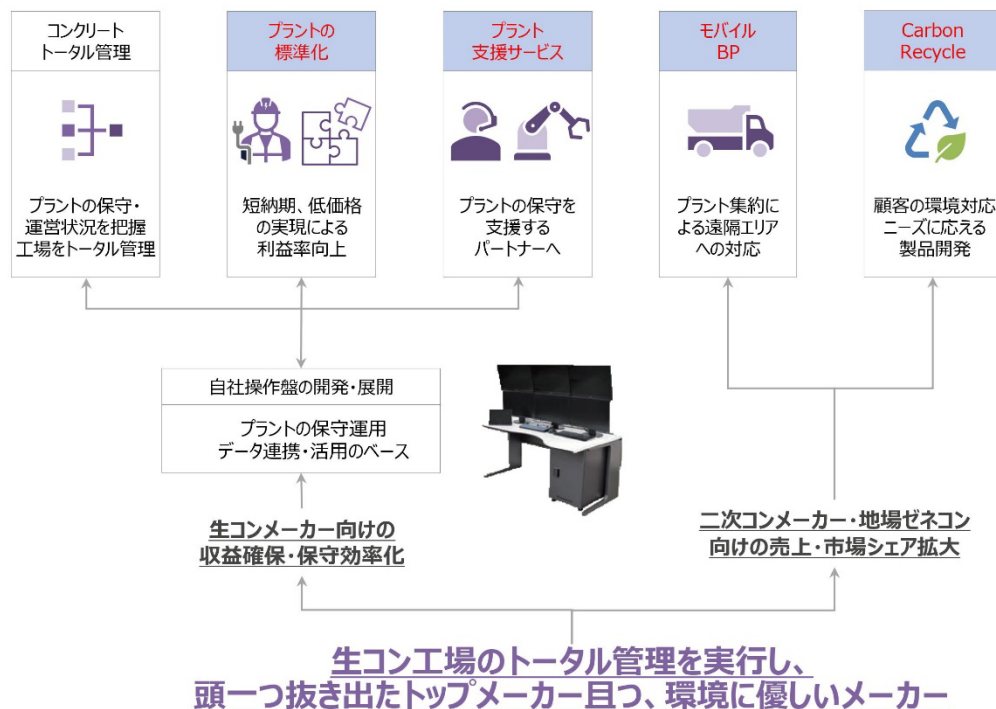 コンクリート
トータル管理
プラントの
標準化
プラント
支援サービス
モバイル
BP
Carbon
Recycle
プラントの保守・
運営状況を把握
工場をトータル管理
短納期、低価格
の実現による
利益率向上
プラントの保守を
支援する
パートナーへ
プラント集約に
よる遠隔エリア
への対応
顧客の環境対応
ニーズに応える
製品開発
自社操作盤の開発・展開
プラントの保守運用
データ連携・活用のベース
生コンメーカー向けの
収益確保・保守効率化
二次コンメーカー・地場ゼネコン
向けの売上・市場シェア拡大
生コン工場のトータル管理を実行し、
頭一つ抜き出たトップメーカー且つ、環境に優しいメーカー